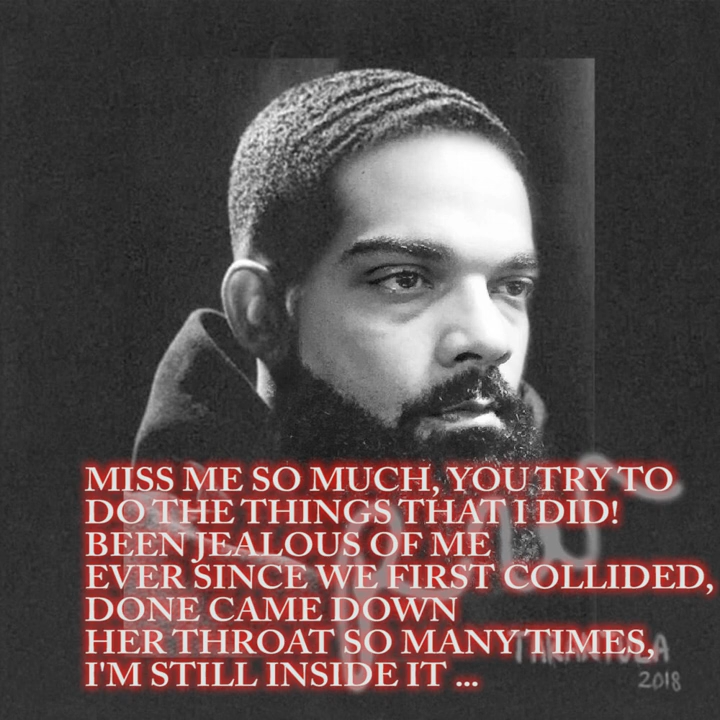 MISS ME SO MUCH, YOU TRY TO
DO THE THINGS THAT I DID!
BEEN JEALOUS OF ME
EVER SINCE WE FIRST COLLIDED,
DONE CAME DOWN
HER THROAT SO MANY TIMES,
I'M STILL INSIDE IT ...
TARANTULA
2018